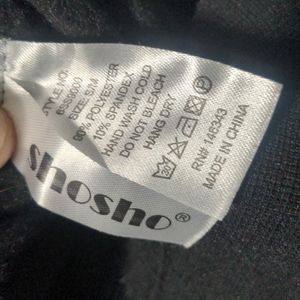 STYLE NO.
SIZE: S/M
90% POLYESTER
10% SPANDEX
HAND WASH COLD
DO NOT BLEACH
HANG DRY
RN# 146343
MADE IN CHINA
shosho®